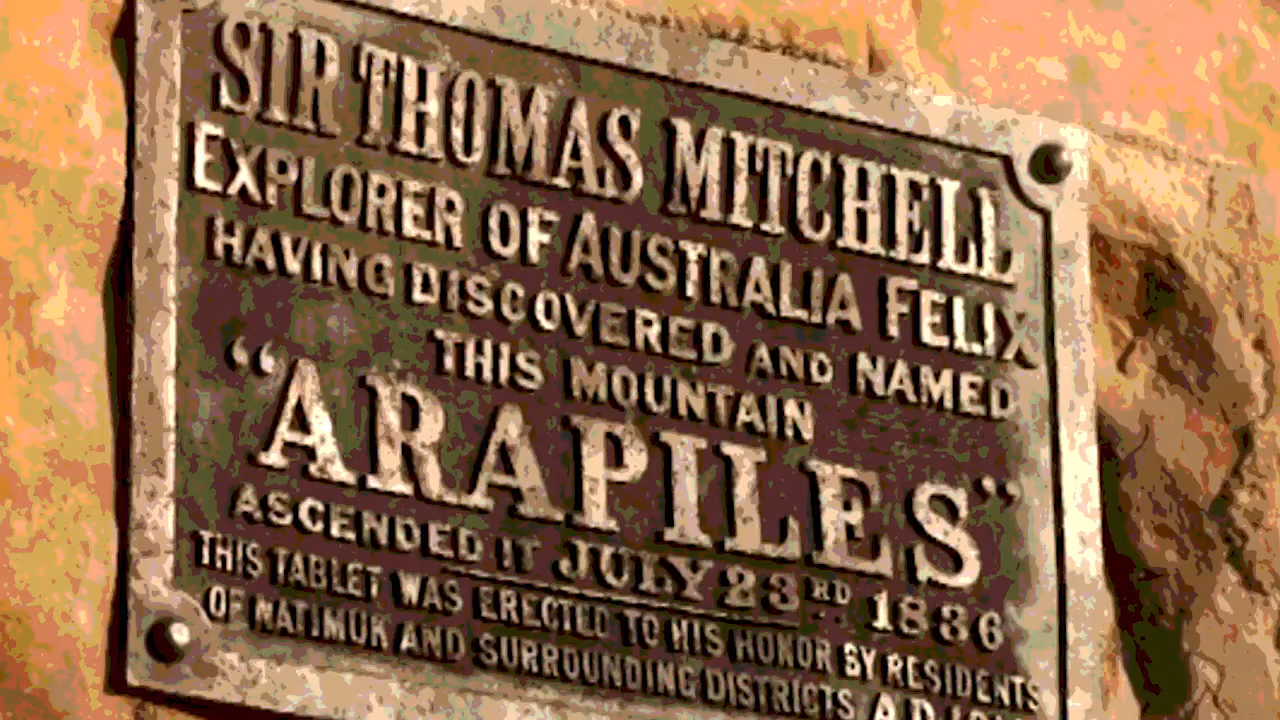 SIR THOMAS MITCHELL
EXPLORER OF AUSTRALIA FELIX
HAVING DISCOVERED AND NAMED
THIS MOUNTAIN
“ARAPILES”
ASCENDED IT JULY 23RD 1836
THIS TABLET WAS ERECTED TO HIS HONOR BY RESIDENTS
OF NATIMUK AND SURROUNDING DISTRICTS A.D.